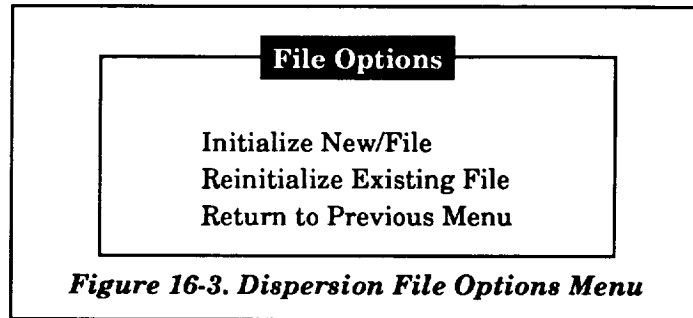 File Options
Initialize New/File
Reinitialize Existing File
Return to Previous Menu
Figure 16-3. Dispersion File Options Menu